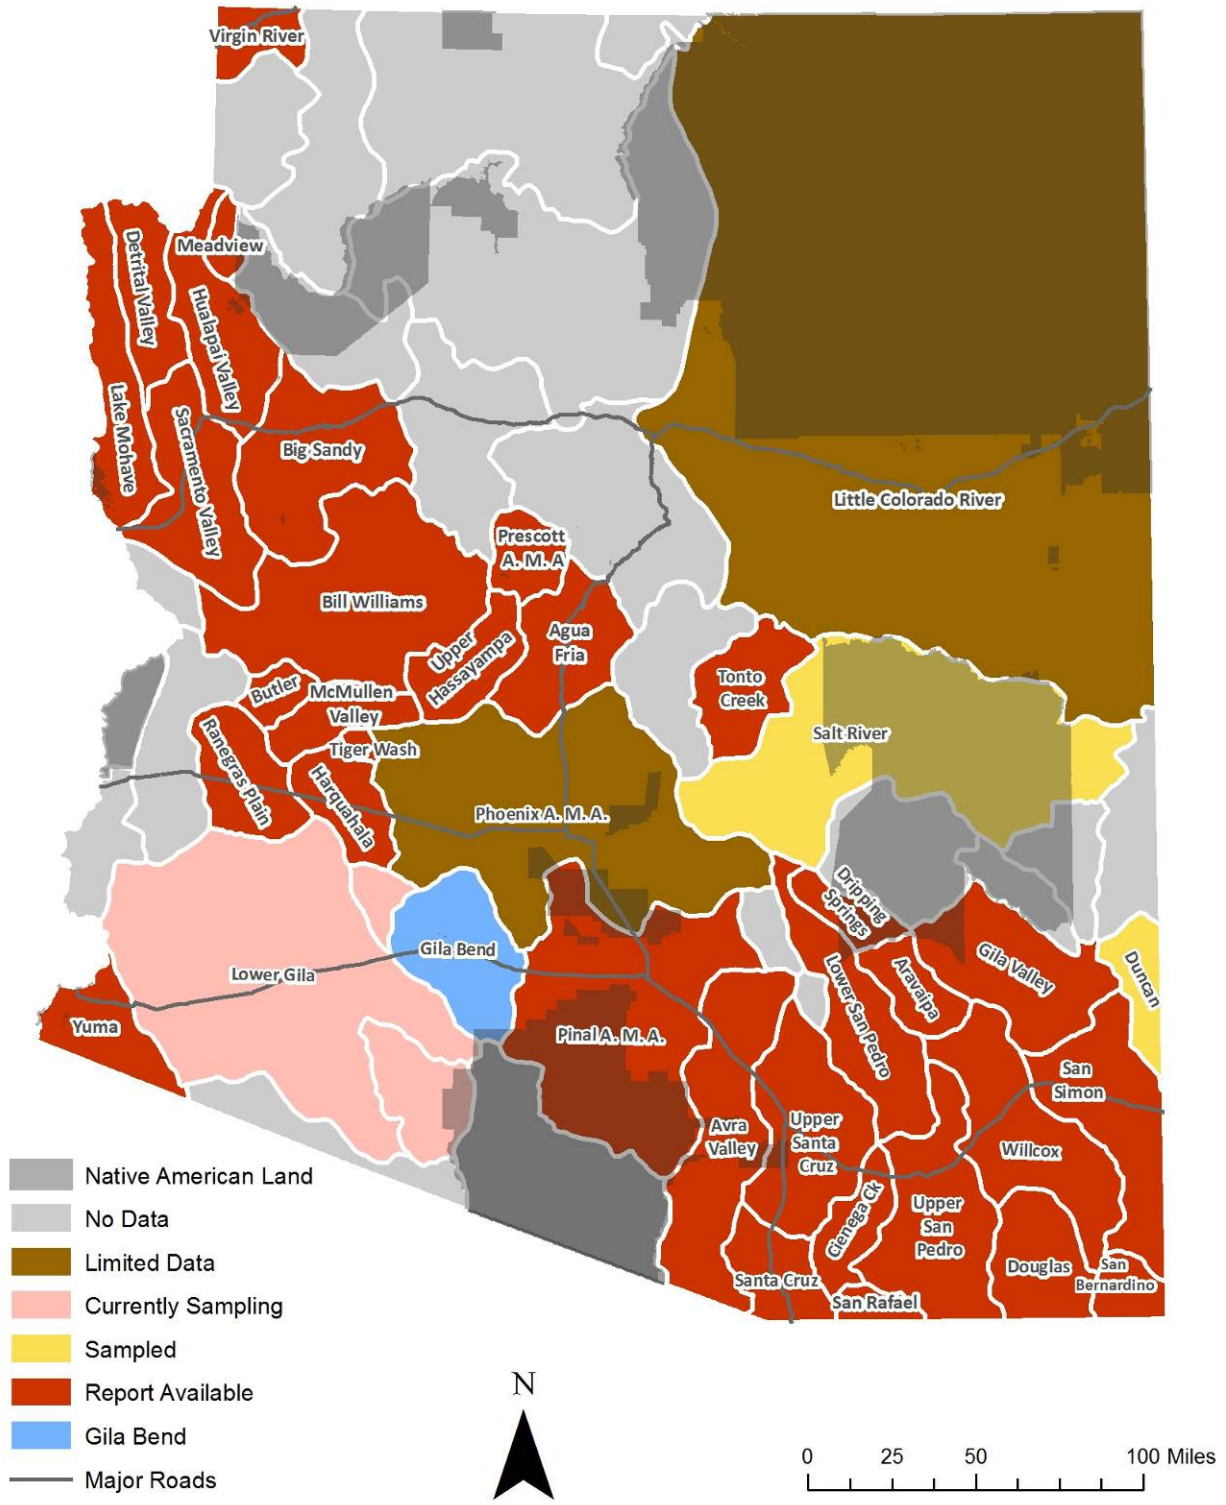 Virgin River
Meadview
Detrital Valley
Hualapai Valley
Lake Mohave
Sacramento Valley
Big Sandy
Little Colorado River
Prescott
A. M. A
Bill Williams
Upper
Hassayampa
Agua
Fria
Tonto
Creek
Butler
McMullen
Valley
Salt River
Ranegras Plain
Tiger Wash
Harquahala
Phoenix A. M. A.
Dripping
Springs
Gila Bend
Lower Gila
Gila Valley
Aravaipa
Duncan
Lower San Pedro
Yuma
Pinal A. M. A.
San
Simon
Avra
Valley
Upper
Santa
Cruz
Willcox
Cienega Ck
Upper
San
Pedro
Douglas
San
Bernardino
Santa Cruz
San Rafael
Native American Land
No Data
Limited Data
Currently Sampling
Sampled
Report Available
Gila Bend
Major Roads
N
0 25 50 100 Miles